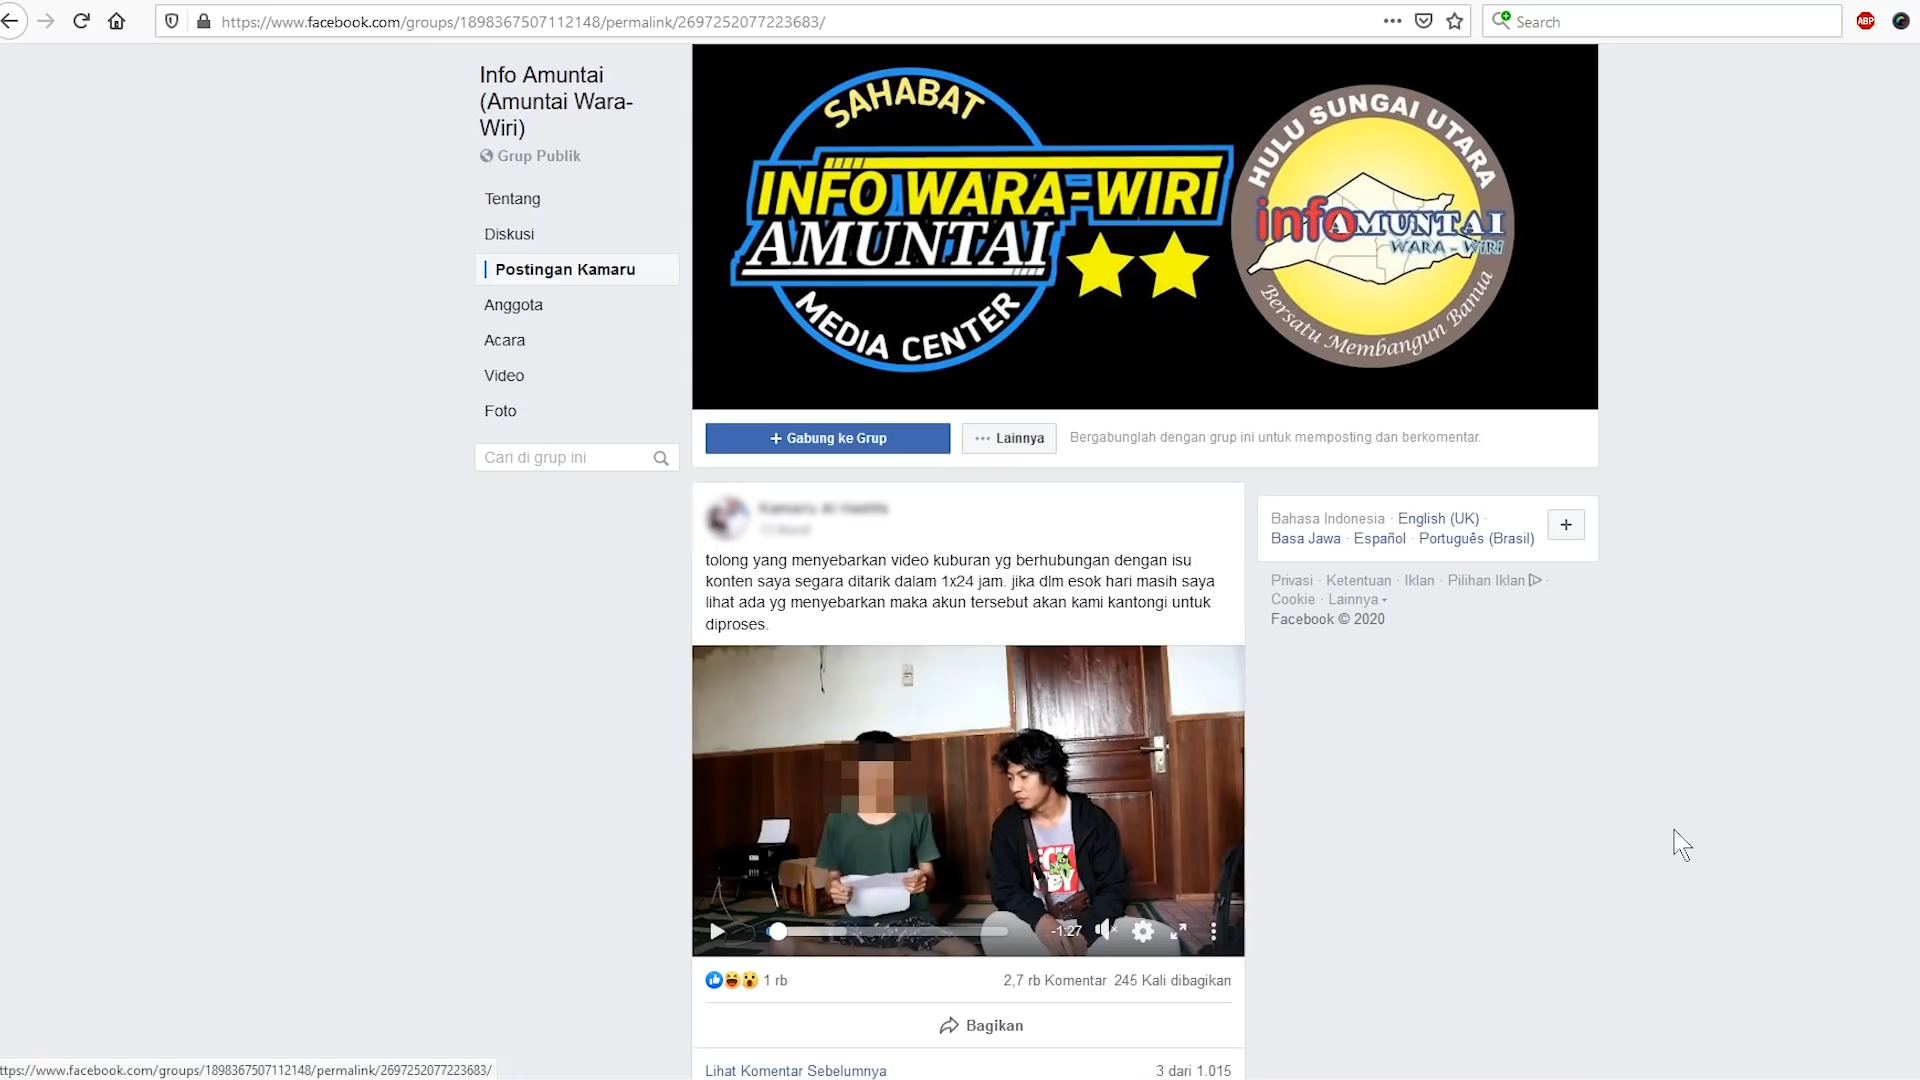 https://www.facebook.com/groups/1898367507112148/permalink/2697252077223683/
Search
ABP
Info Amuntai
(Amuntai Wara-
Wiri)
Grup Publik
Tentang
Diskusi
Postingan Kamaru
Anggota
Acara
Video
Foto
Cari di grup ini
SAHABAT
INFO WARA-WIRI
AMUNTAI
MEDIA CENTER
HULU SUNGAI UTARA
infoAMUNTAI
WARA - WIRI
Bersatu Membangun Banua
+ Gabung ke Grup
··· Lainnya
Bergabunglah dengan grup ini untuk memposting dan berkomentar.
tolong yang menyebarkan video kuburan yg berhubungan dengan isu
konten saya segara ditarik dalam 1x24 jam. jika dlm esok hari masih saya
lihat ada yg menyebarkan maka akun tersebut akan kami kantongi untuk
diproses.
-1:27
1 rb
2,7 rb Komentar 245 Kali dibagikan
Bagikan
Lihat Komentar Sebelumnya
3 dari 1.015
Bahasa Indonesia · English (UK) ·
Basa Jawa · Español · Português (Brasil)
+
Privasi · Ketentuan · Iklan · Pilihan Iklan ·
Cookie · Lainnya
Facebook © 2020
ttps://www.facebook.com/groups/1898367507112148/permalink/2697252077223683/